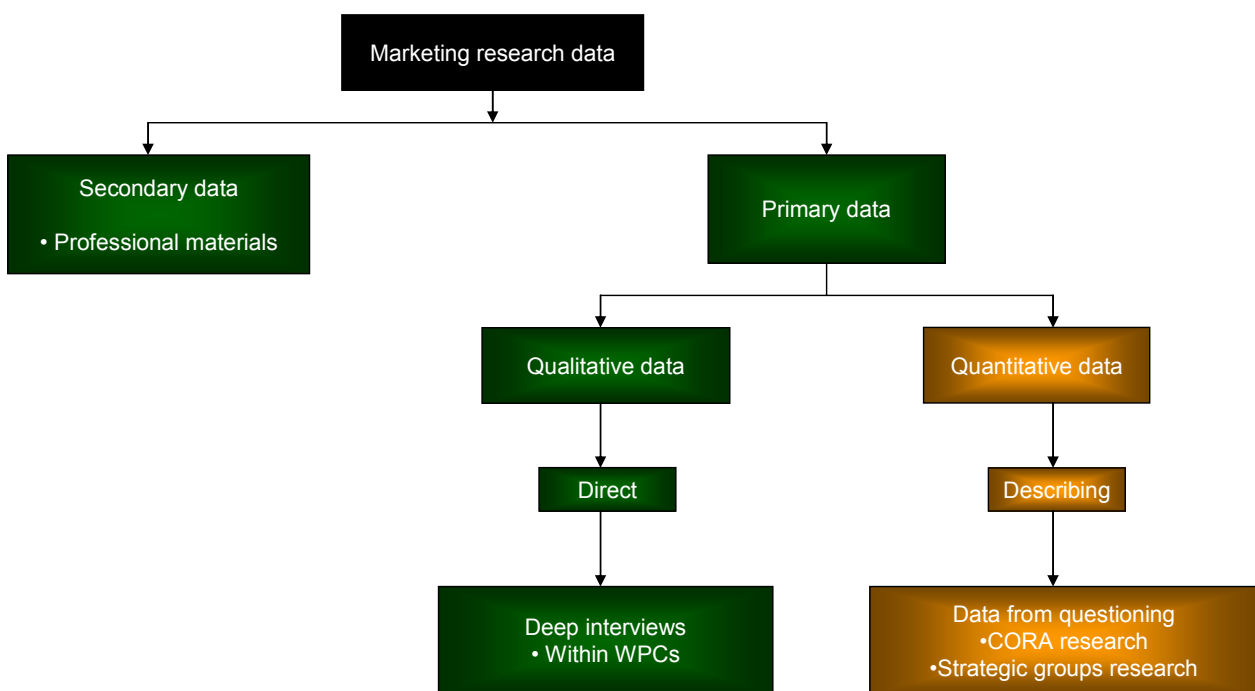 Marketing research data
Secondary data
• Professional materials
Primary data
Qualitative data
Quantitative data
Direct
Describing
Deep interviews
• Within WPCs
Data from questioning
•CORA research
•Strategic groups research